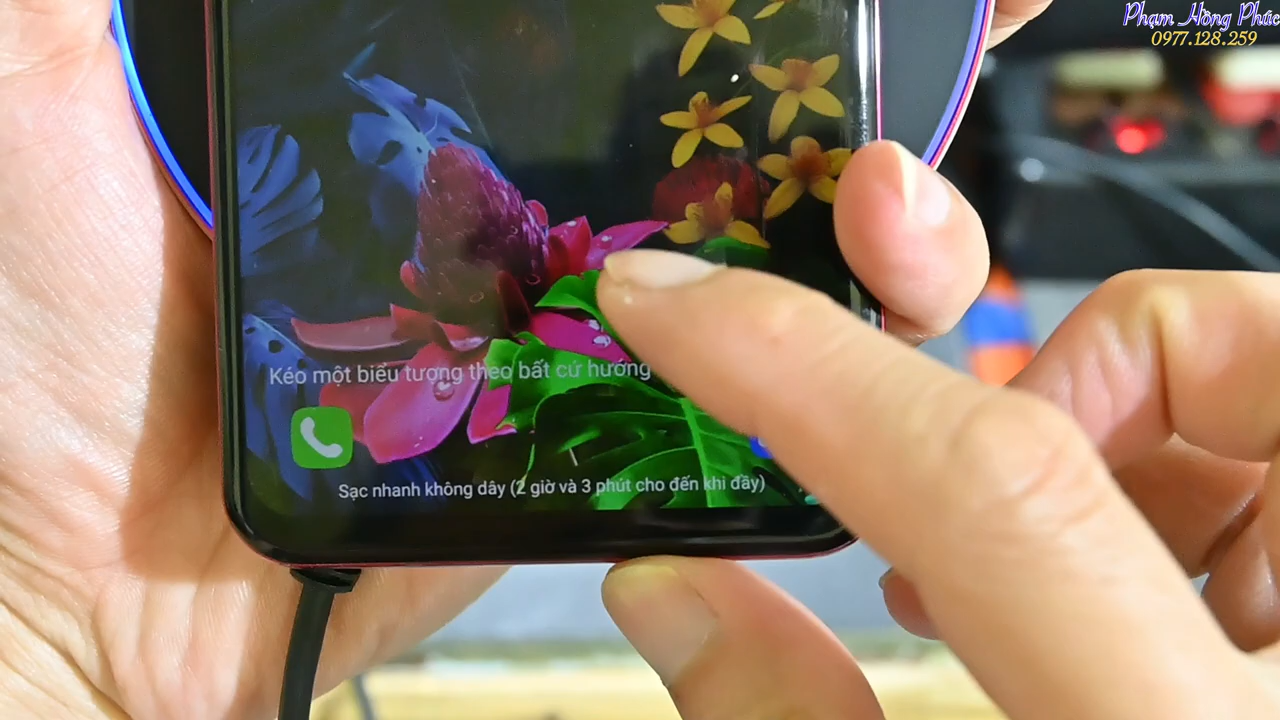 Phạm Hồng Phúc
0977.128.259
Kéo một biểu tượng theo bất cứ hướng
Sạc nhanh không dây (2 giờ và 3 phút cho đến khi đầy)